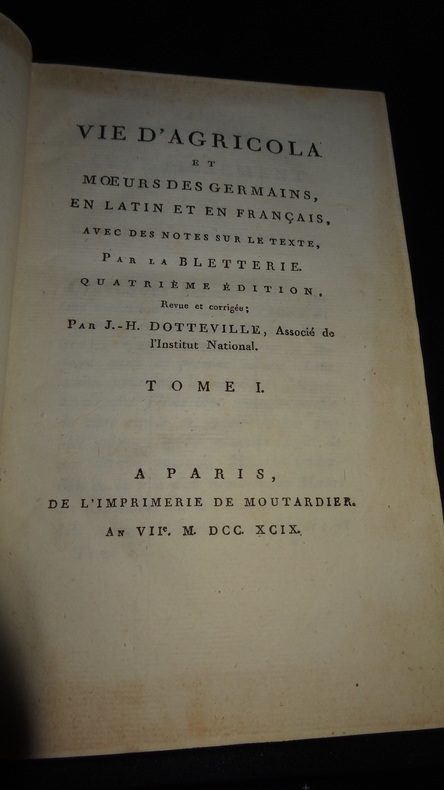 VIE D'AGRICOLA
ET
MŒURS DES GERMAINS,
EN LATIN ET EN FRANÇAIS,
AVEC DES NOTES SUR LE TEXTE,
PAR LA BLETTERIE.
QUATRIÈME ÉDITION,
Revue et corrigée;
PAR J.-H. DOTTEVILLE, Associé de
l'Institut National.
TOME I.
A PARIS,
DE L'IMPRIMERIE DE MOUTARDIER.
AN VIIe. M. DCC. XCIX.